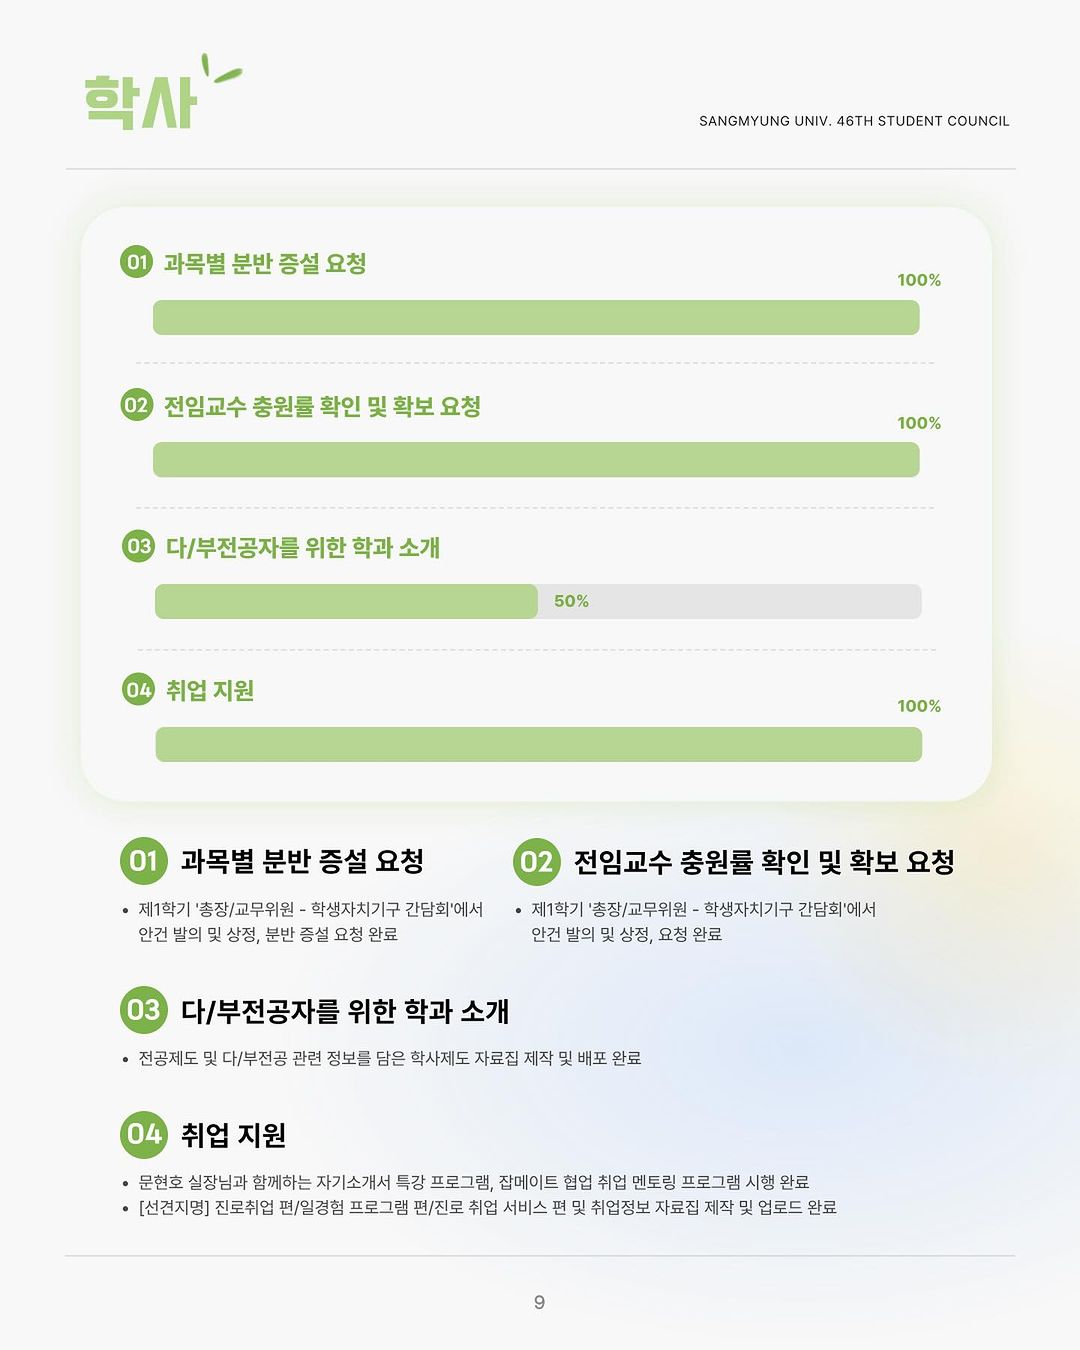 학사
SANGMYUNG UNIV. 46TH STUDENT COUNCIL
01 과목별 분반 증설 요청
100%
02 전임교수 충원률 확인 및 확보 요청
100%
03 다/부전공자를 위한 학과 소개
50%
04 취업 지원
100%
01 과목별 분반 증설 요청
• 제1학기 '총장/교무위원 - 학생자치기구 간담회'에서
안건 발의 및 상정, 분반 증설 요청 완료
02 전임교수 충원률 확인 및 확보 요청
• 제1학기 '총장/교무위원 - 학생자치기구 간담회'에서
안건 발의 및 상정, 요청 완료
03 다/부전공자를 위한 학과 소개
• 전공제도 및 다/부전공 관련 정보를 담은 학사제도 자료집 제작 및 배포 완료
04 취업 지원
• 문현호 실장님과 함께하는 자기소개서 특강 프로그램, 잡메이트 협업 취업 멘토링 프로그램 시행 완료
• [선견지명] 진로취업 편/일경험 프로그램 편/진로 취업 서비스 편 및 취업정보 자료집 제작 및 업로드 완료
9